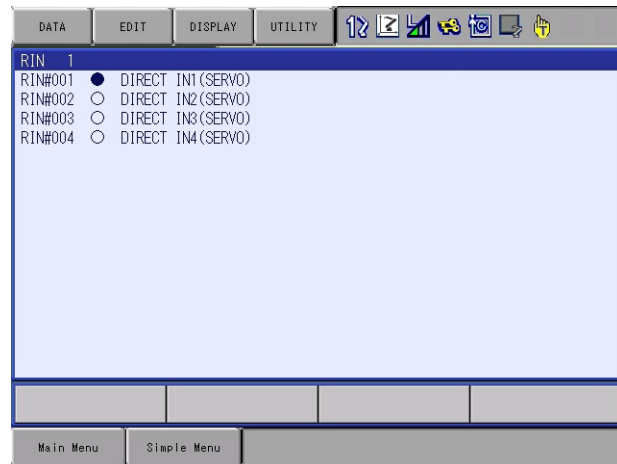 DATA EDIT DISPLAY UTILITY
RIN 1
RIN#001 DIRECT IN1(SERVO)
RIN#002 DIRECT IN2(SERVO)
RIN#003 DIRECT IN3(SERVO)
RIN#004 DIRECT IN4(SERVO)
Main Menu Simple Menu